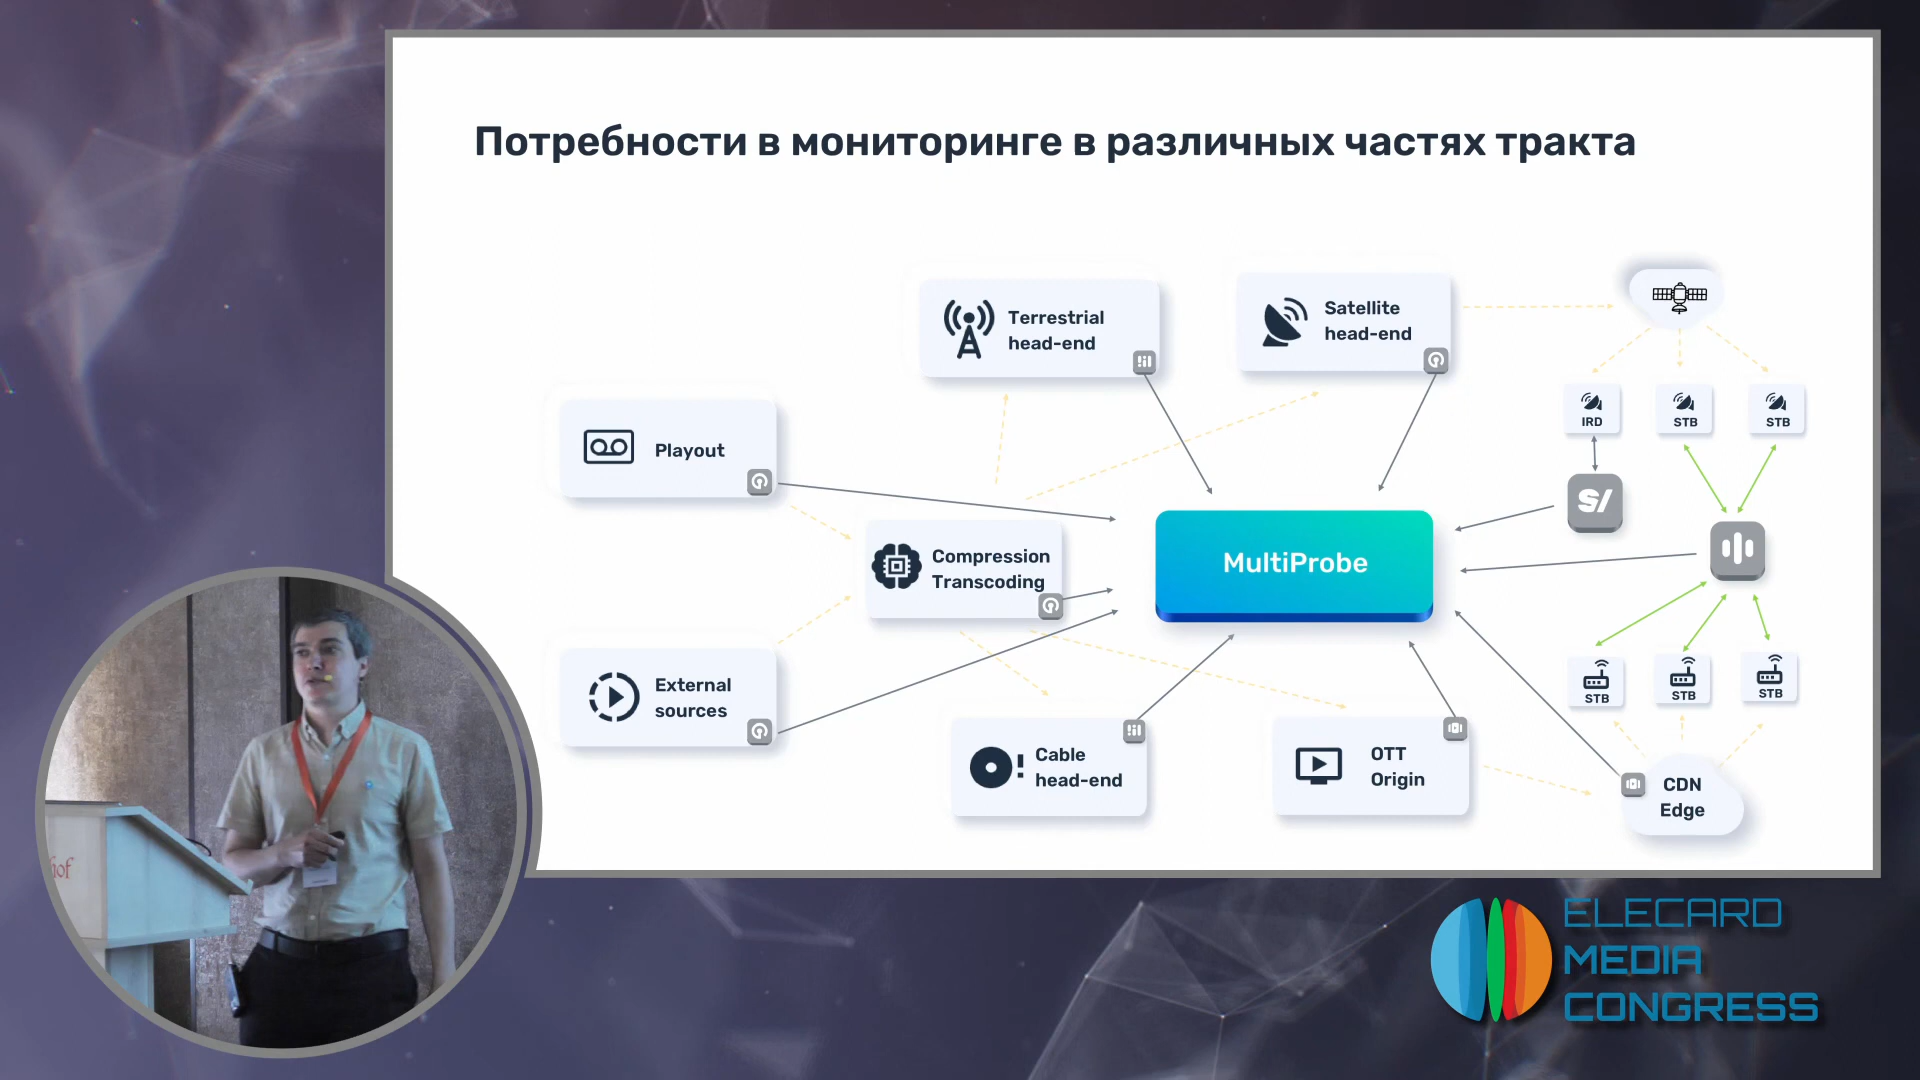 Потребности в мониторинге в различных частях тракта
Terrestrial
head-end
Satellite
head-end
IRD
STB
STB
Playout
S/
Compression
Transcoding
MultiProbe
External
sources
STB
STB
STB
Cable
head-end
OTT
Origin
CDN
Edge
hof
ELECARD
MEDIA
CONGRESS